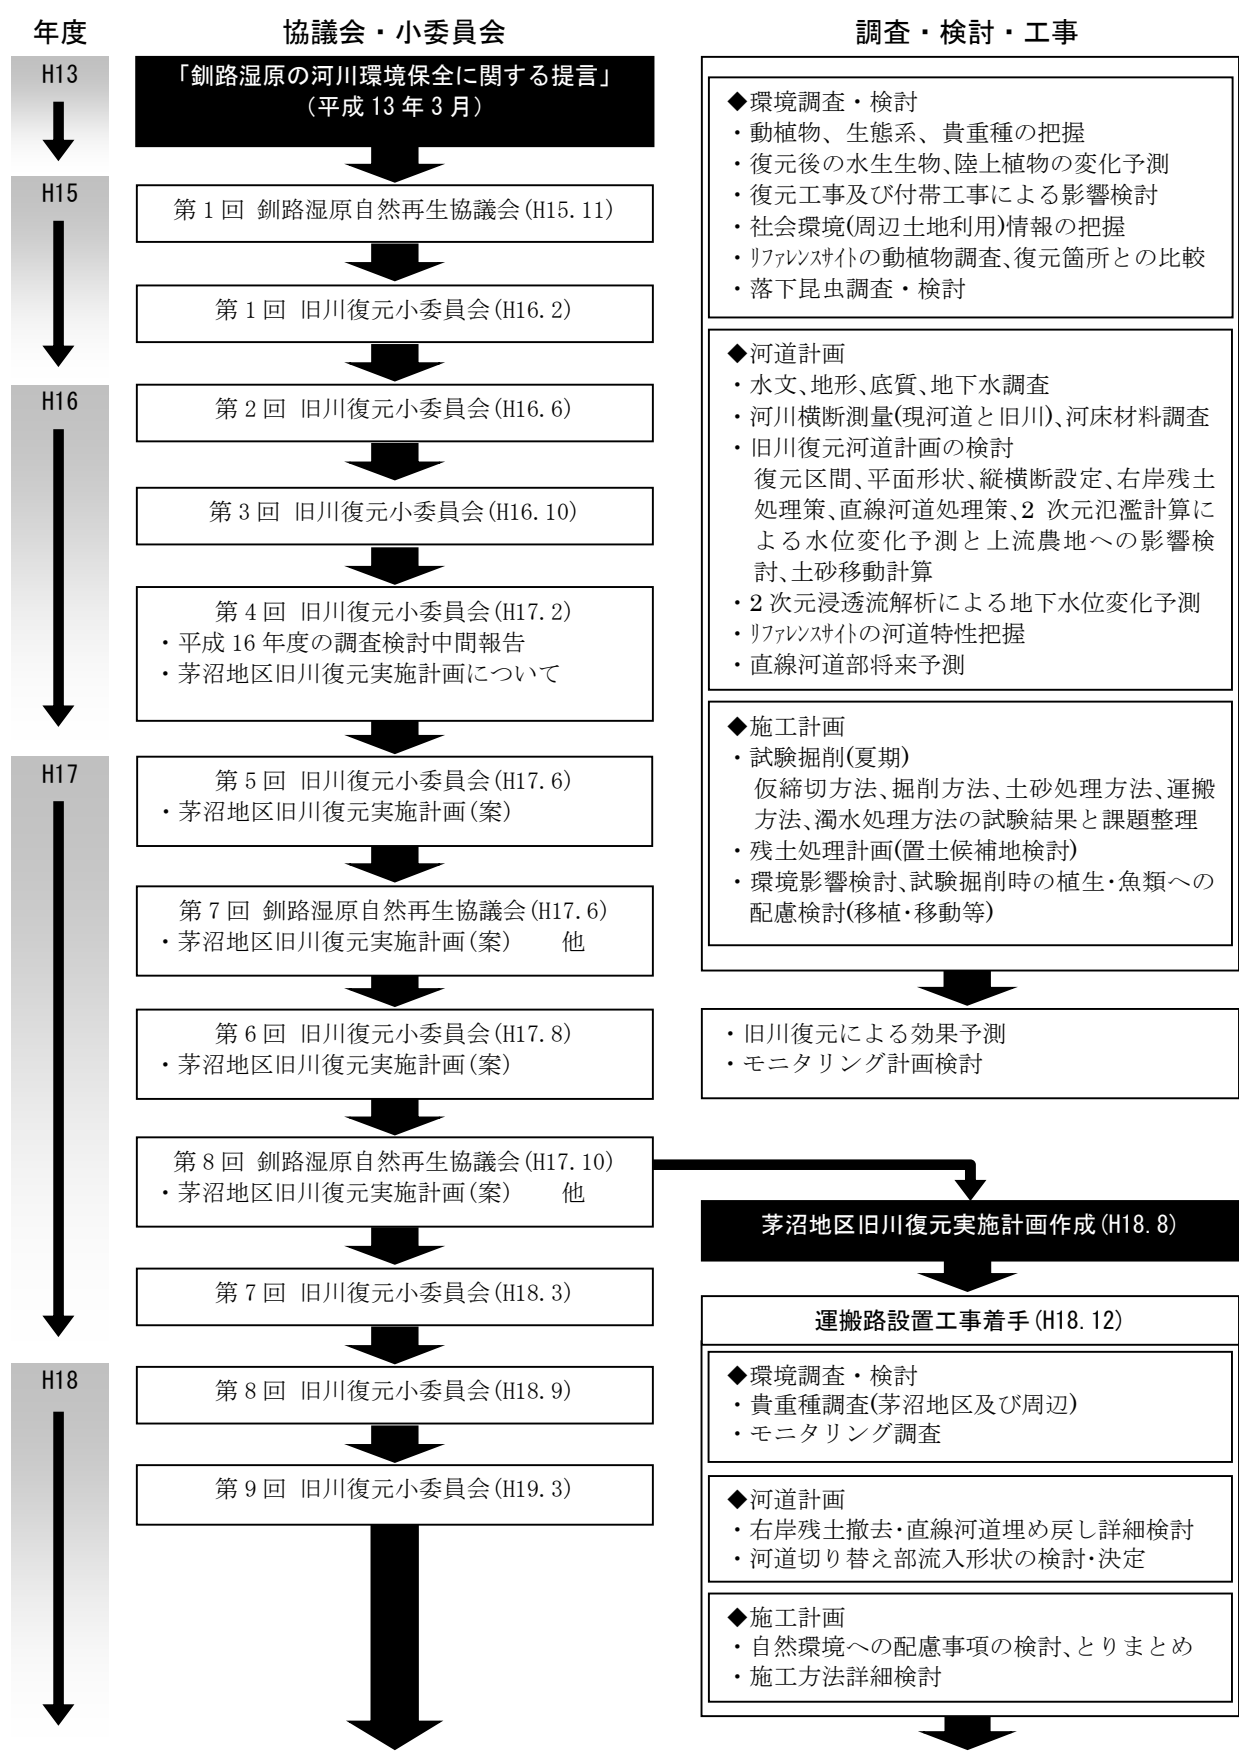 年度
協議会・小委員会
調査・検討・工事
H13
「釧路湿原の河川環境保全に関する提言」
(平成13年3月)
H15
第1回 釧路湿原自然再生協議会(H15.11)
第1回 旧川復元小委員会(H16.2)
H16
第2回 旧川復元小委員会(H16.6)
第3回 旧川復元小委員会(H16.10)
第4回 旧川復元小委員会(H17.2)
・平成16年度の調査検討中間報告
・茅沼地区旧川復元実施計画について
H17
第5回 旧川復元小委員会(H17.6)
・茅沼地区旧川復元実施計画(案)
第7回 釧路湿原自然再生協議会(H17.6)
・茅沼地区旧川復元実施計画(案) 他
第6回 旧川復元小委員会(H17.8)
・茅沼地区旧川復元実施計画(案)
第8回 釧路湿原自然再生協議会(H17.10)
・茅沼地区旧川復元実施計画(案) 他
第7回 旧川復元小委員会(H18.3)
H18
第8回 旧川復元小委員会(H18.9)
第9回 旧川復元小委員会(H19.3)
◆環境調査・検討
・動植物、生態系、貴重種の把握
・復元後の水生生物、陸上植物の変化予測
・復元工事及び付帯工事による影響検討
・社会環境(周辺土地利用)情報の把握
・ﾘﾌｧﾚﾝｽｻｲﾄの動植物調査、復元箇所との比較
・落下昆虫調査・検討
◆河道計画
・水文、地形、底質、地下水調査
・河川横断測量(現河道と旧川)、河床材料調査
・旧川復元河道計画の検討
復元区間、平面形状、縦横断設定、右岸残土
処理策、直線河道処理策、2 次元氾濫計算に
よる水位変化予測と上流農地への影響検
討、土砂移動計算
・2次元浸透流解析による地下水位変化予測
・ﾘﾌｧﾚﾝｽｻｲﾄの河道特性把握
・直線河道部将来予測
◆施工計画
・試験掘削(夏期)
仮締切方法、掘削方法、土砂処理方法、運搬
方法、濁水処理方法の試験結果と課題整理
・残土処理計画(置土候補地検討)
・環境影響検討、試験掘削時の植生･魚類への
配慮検討(移植･移動等)
・旧川復元による効果予測
・モニタリング計画検討
茅沼地区旧川復元実施計画作成(H18.8)
運搬路設置工事着手(H18.12)
◆環境調査・検討
・貴重種調査(茅沼地区及び周辺)
・モニタリング調査
◆河道計画
・右岸残土撤去･直線河道埋め戻し詳細検討
・河道切り替え部流入形状の検討･決定
◆施工計画
・自然環境への配慮事項の検討、とりまとめ
・施工方法詳細検討